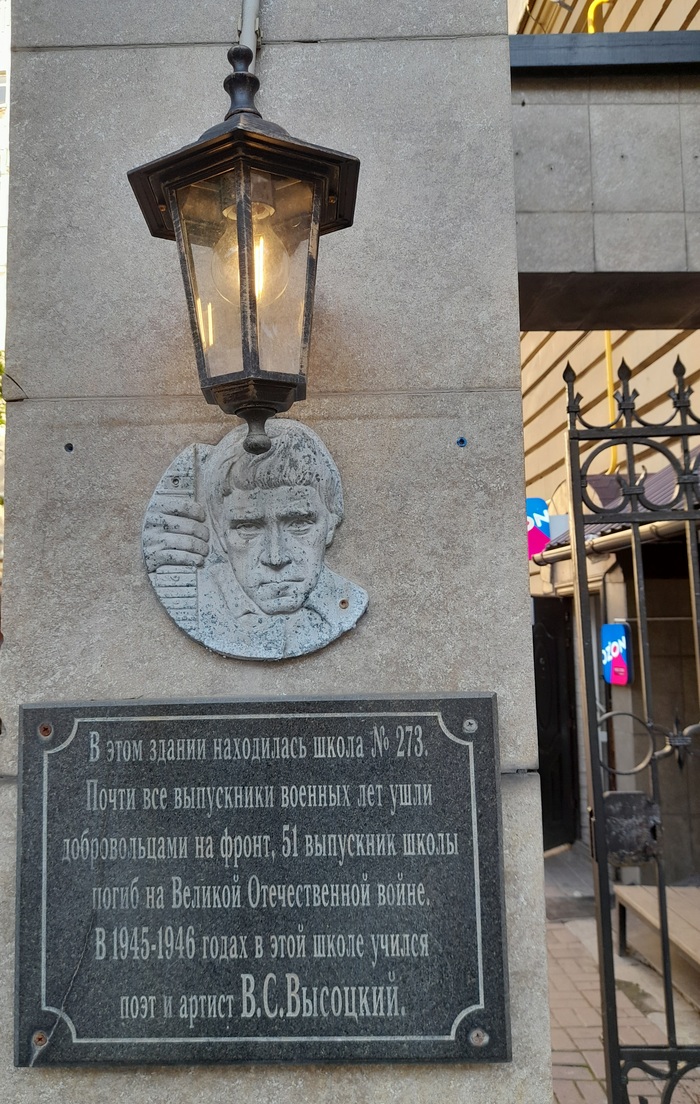 В этом здании находилась школа № 273.
Почти все выпускники военных лет ушли
добровольцами на фронт, 51 выпускник школы
погиб на Великой Отечественной войне.
В 1945-1946 годах в этой школе учился
поэт и артист В.С.Высоцкий.
ON
OZON